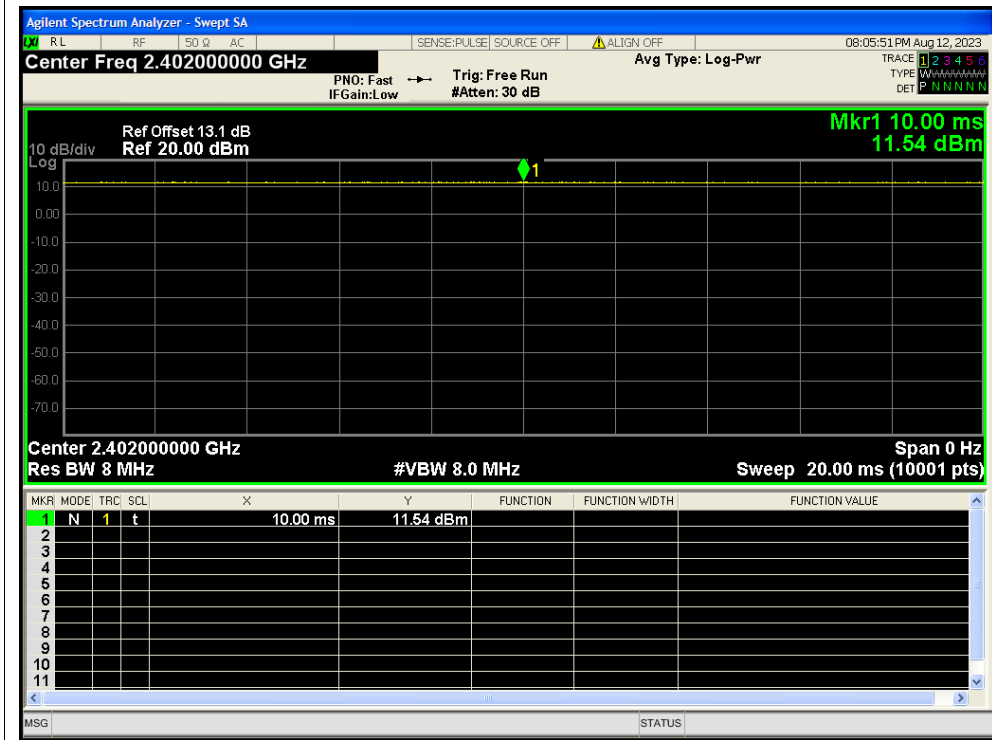 Agilent Spectrum Analyzer - Swept SA
LXI RL RF 50 Ω AC SENSE:PULSE SOURCE OFF ALIGN OFF 08:05:51 PM Aug 12, 2023
Center Freq 2.402000000 GHz
PNO: Fast
IFGain:Low
Trig: Free Run
#Atten: 30 dB
Avg Type: Log-Pwr
TRACE 1 2 3 4 5 6
TYPE W
DET P N N N N N
Mkr1 10.00 ms
11.54 dBm
Ref Offset 13.1 dB
10 dB/div Ref 20.00 dBm
Log
10.0
0.00
-10.0
-20.0
-30.0
-40.0
-50.0
-60.0
-70.0
1
Center 2.402000000 GHz Span 0 Hz
Res BW 8 MHz #VBW 8.0 MHz Sweep 20.00 ms (10001 pts)
MKR MODE TRC SCL X Y FUNCTION FUNCTION WIDTH FUNCTION VALUE
1 N 1 t 10.00 ms 11.54 dBm
2
3
4
5
6
7
8
9
10
11
MSG STATUS